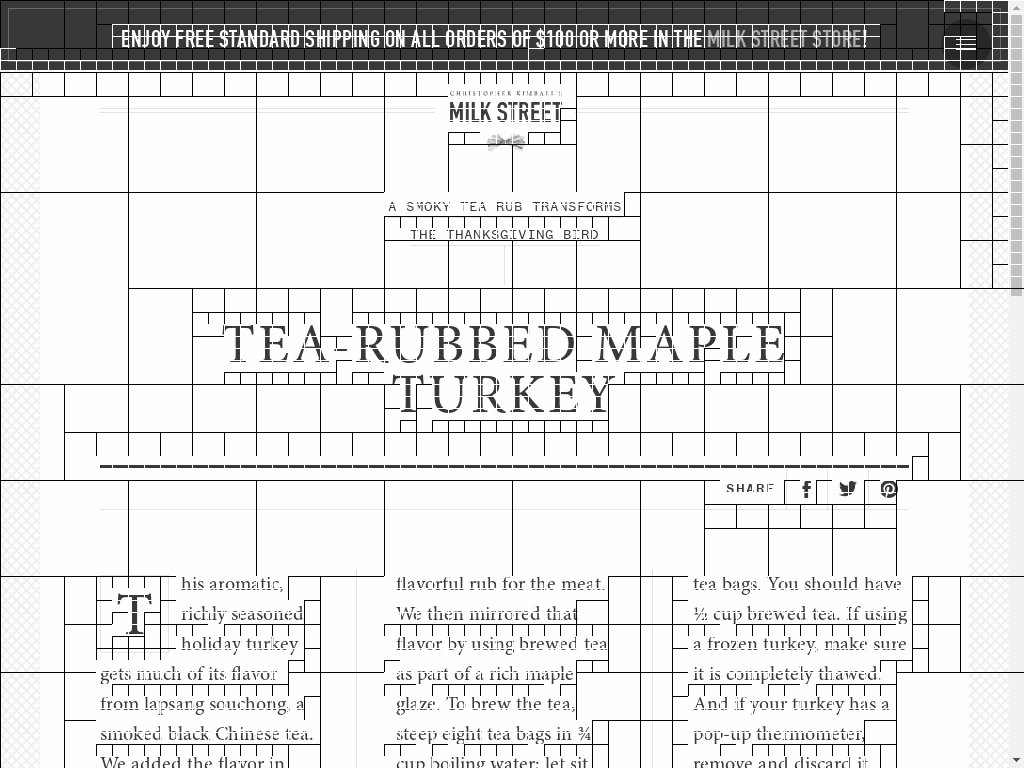 ENJOY FREE STANDARD SHIPPING ON ALL ORDERS OF $100 OR MORE IN THE MILK STREET STORE!
CHRISTOPHER KIMBALL'S
MILK STREET
A SMOKY TEA RUB TRANSFORMS
THE THANKSGIVING BIRD
TEA-RUBBED MAPLE
TURKEY
SHARE
This aromatic,
richly seasoned
holiday turkey
gets much of its flavor
from lapsang souchong, a
smoked black Chinese tea.
We added the flavor in
flavorful rub for the meat.
We then mirrored that
flavor by using brewed tea
as part of a rich maple
glaze. To brew the tea,
steep eight tea bags in ¾
cup boiling water; let sit
tea bags. You should have
½ cup brewed tea. If using
a frozen turkey, make sure
it is completely thawed.
And if your turkey has a
pop-up thermometer,
remove and discard it